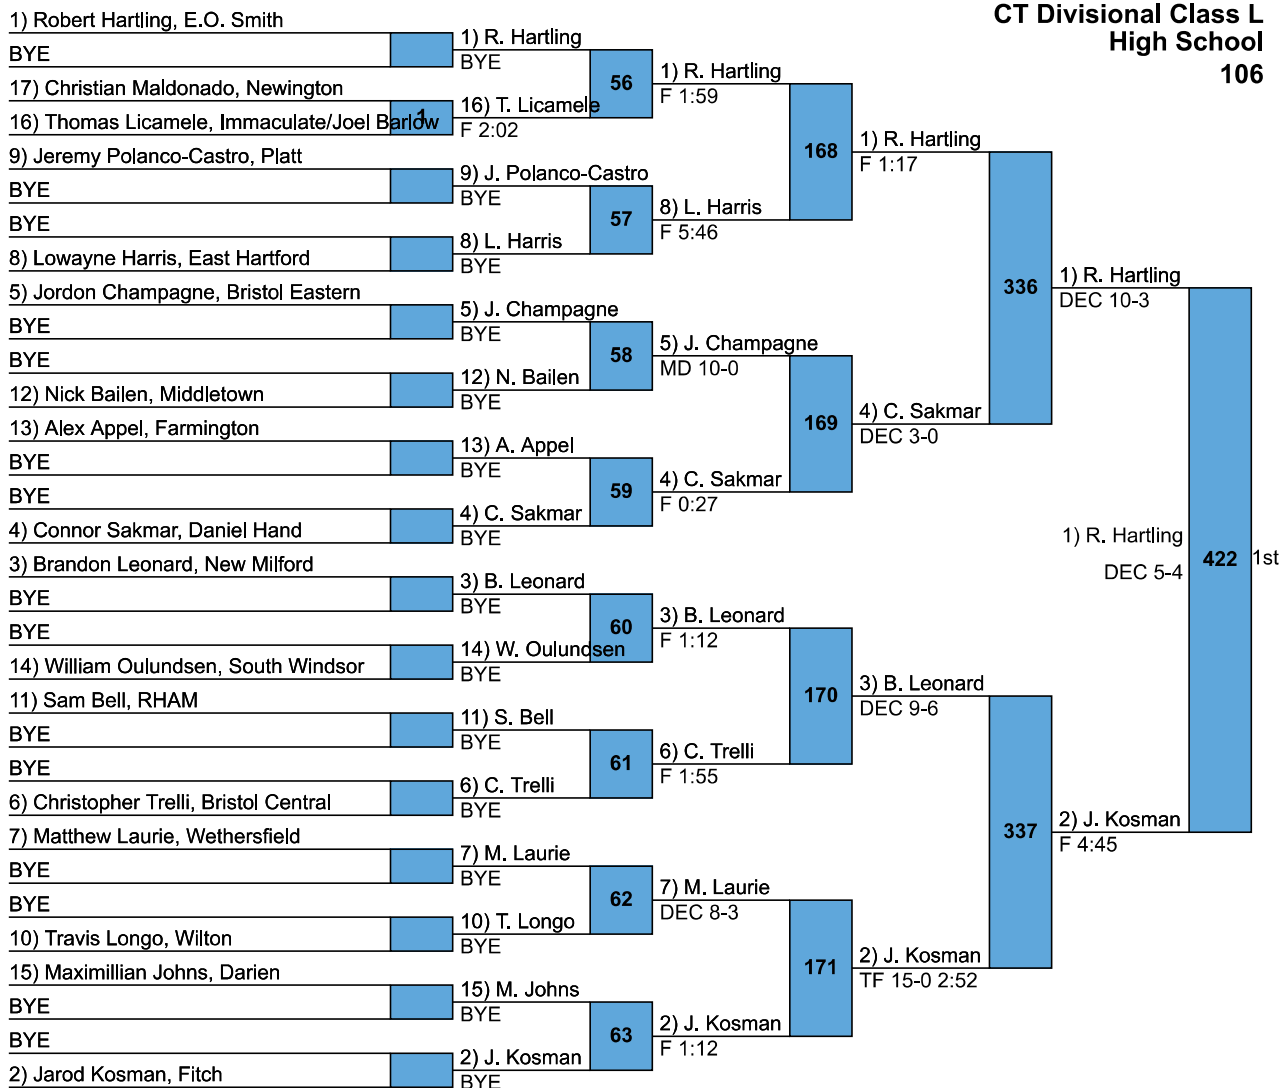 CT Divisional Class L
High School
106
1) Robert Hartling, E.O. Smith
BYE
17) Christian Maldonado, Newington
16) Thomas Licamele, Immaculate/Joel Barlow
9) Jeremy Polanco-Castro, Platt
BYE
BYE
8) Lowayne Harris, East Hartford
5) Jordon Champagne, Bristol Eastern
BYE
BYE
12) Nick Bailen, Middletown
13) Alex Appel, Farmington
BYE
BYE
4) Connor Sakmar, Daniel Hand
3) Brandon Leonard, New Milford
BYE
BYE
14) William Oulundsen, South Windsor
11) Sam Bell, RHAM
BYE
BYE
6) Christopher Trelli, Bristol Central
7) Matthew Laurie, Wethersfield
BYE
BYE
10) Travis Longo, Wilton
15) Maximillian Johns, Darien
BYE
BYE
2) Jarod Kosman, Fitch
1
1) R. Hartling
BYE
16) T. Licamele
F 2:02
9) J. Polanco-Castro
BYE
8) L. Harris
BYE
5) J. Champagne
BYE
12) N. Bailen
BYE
13) A. Appel
BYE
4) C. Sakmar
BYE
3) B. Leonard
BYE
14) W. Oulundsen
BYE
11) S. Bell
BYE
6) C. Trelli
BYE
7) M. Laurie
BYE
10) T. Longo
BYE
15) M. Johns
BYE
2) J. Kosman
BYE
56
57
58
59
60
61
62
63
1) R. Hartling
F 1:59
8) L. Harris
F 5:46
5) J. Champagne
MD 10-0
4) C. Sakmar
F 0:27
3) B. Leonard
F 1:12
6) C. Trelli
F 1:55
7) M. Laurie
DEC 8-3
2) J. Kosman
F 1:12
168
169
170
171
1) R. Hartling
F 1:17
4) C. Sakmar
DEC 3-0
3) B. Leonard
DEC 9-6
2) J. Kosman
TF 15-0 2:52
336
337
1) R. Hartling
DEC 10-3
2) J. Kosman
F 4:45
1) R. Hartling
DEC 5-4
422
1st